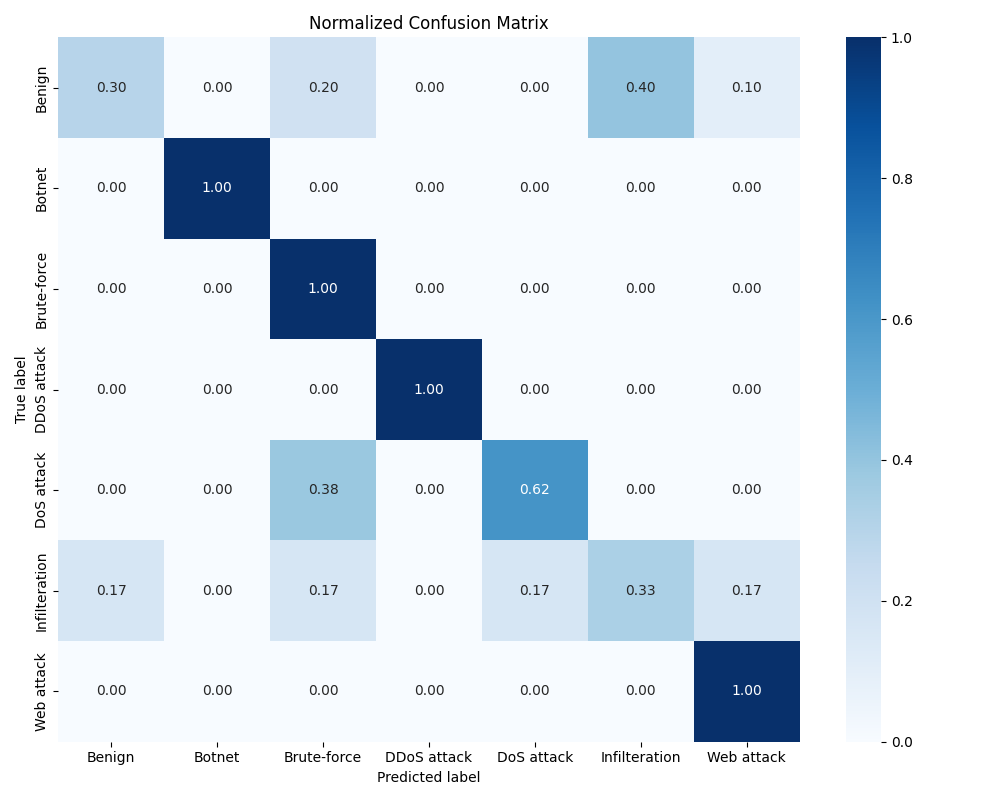 Normalized Confusion Matrix
True label
Benign 0.30 0.00 0.20 0.00 0.00 0.40 0.10
Botnet 0.00 1.00 0.00 0.00 0.00 0.00 0.00
Brute-force 0.00 0.00 1.00 0.00 0.00 0.00 0.00
DDoS attack 0.00 0.00 0.00 1.00 0.00 0.00 0.00
DoS attack 0.00 0.00 0.38 0.00 0.62 0.00 0.00
Infilteration 0.17 0.00 0.17 0.00 0.17 0.33 0.17
Web attack 0.00 0.00 0.00 0.00 0.00 0.00 1.00
Benign Botnet Brute-force DDoS attack DoS attack Infilteration Web attack
Predicted label
1.0
0.8
0.6
0.4
0.2
0.0